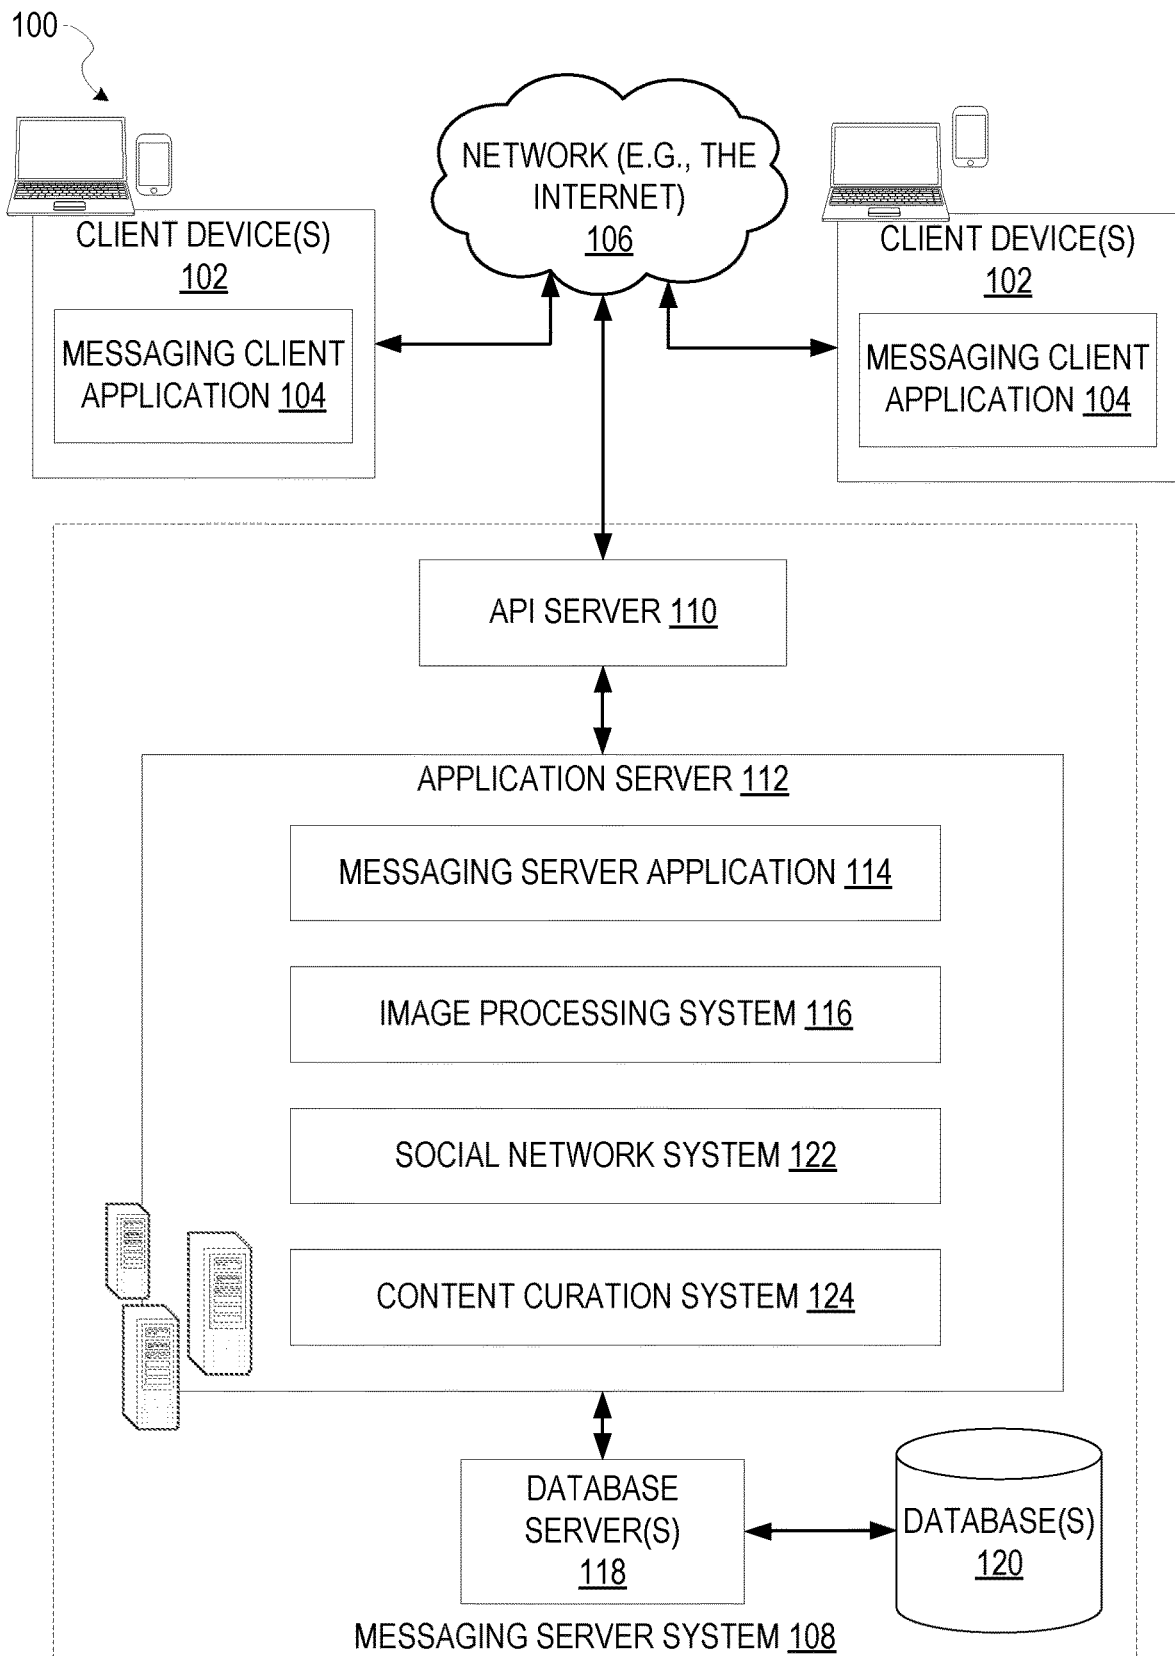 100
NETWORK (E.G., THE
INTERNET)
106
CLIENT DEVICE(S)
102
MESSAGING CLIENT
APPLICATION 104
CLIENT DEVICE(S)
102
MESSAGING CLIENT
APPLICATION 104
API SERVER 110
APPLICATION SERVER 112
MESSAGING SERVER APPLICATION 114
IMAGE PROCESSING SYSTEM 116
SOCIAL NETWORK SYSTEM 122
CONTENT CURATION SYSTEM 124
DATABASE
SERVER(S)
118
DATABASE(S)
120
MESSAGING SERVER SYSTEM 108